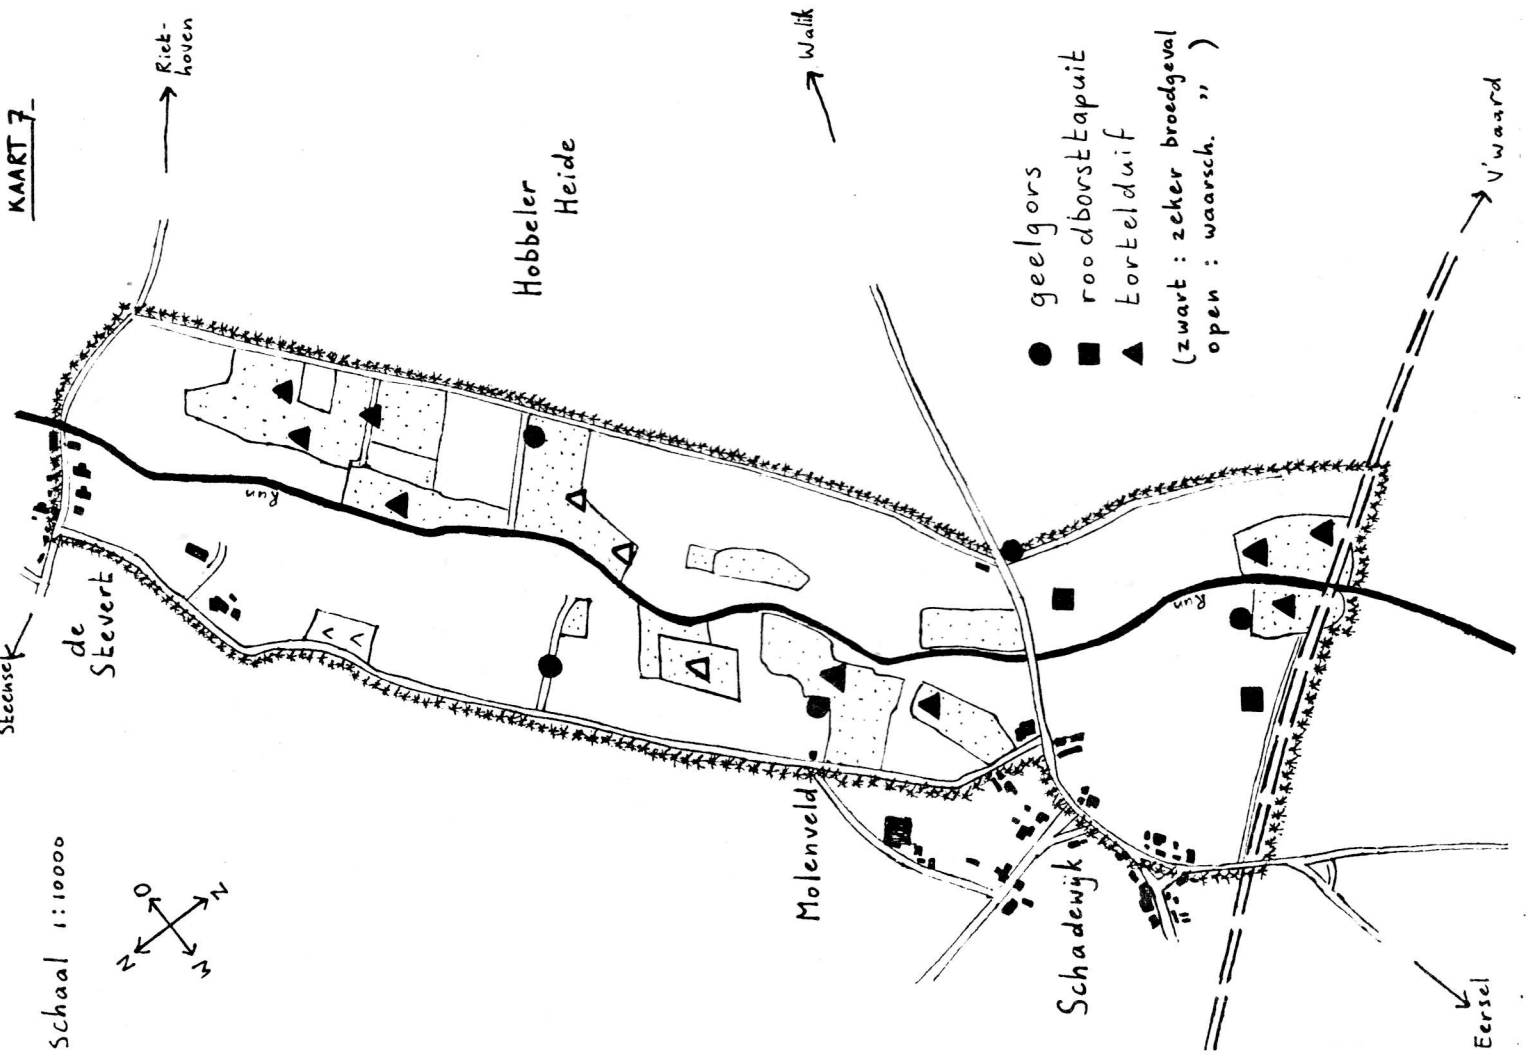 KAART 7
Riet-
hoven
Walik
Hobbeler
Heide
geelgors
roodborsttapuit
tortelduif
(zwart : zeker broedgeval
open : waarsch. " )
V'waard
Run
Run
Steensel
de
Stevert
Schaal 1:10000
N
O
Z
W
Molenveld
Schadewijk
Eersel